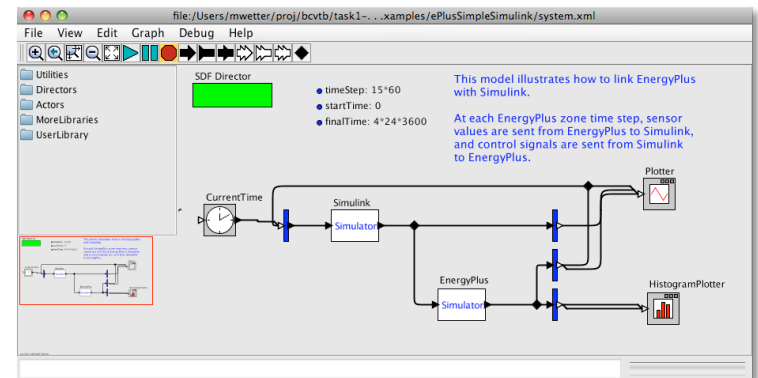 file:/Users/mwetter/proj/bcvtb/task1-. . .xamples/ePlusSimpleSimulink/system.xml
File View Edit Graph Debug Help
Utilities
Directors
Actors
MoreLibraries
UserLibrary
SDF Director
timeStep: 15*60
startTime: 0
finalTime: 4*24*3600
This model illustrates how to link EnergyPlus
with Simulink.
At each EnergyPlus zone time step, sensor
values are sent from EnergyPlus to Simulink,
and control signals are sent from Simulink
to EnergyPlus.
Plotter
CurrentTime
Simulink
Simulator
EnergyPlus
Simulator
HistogramPlotter